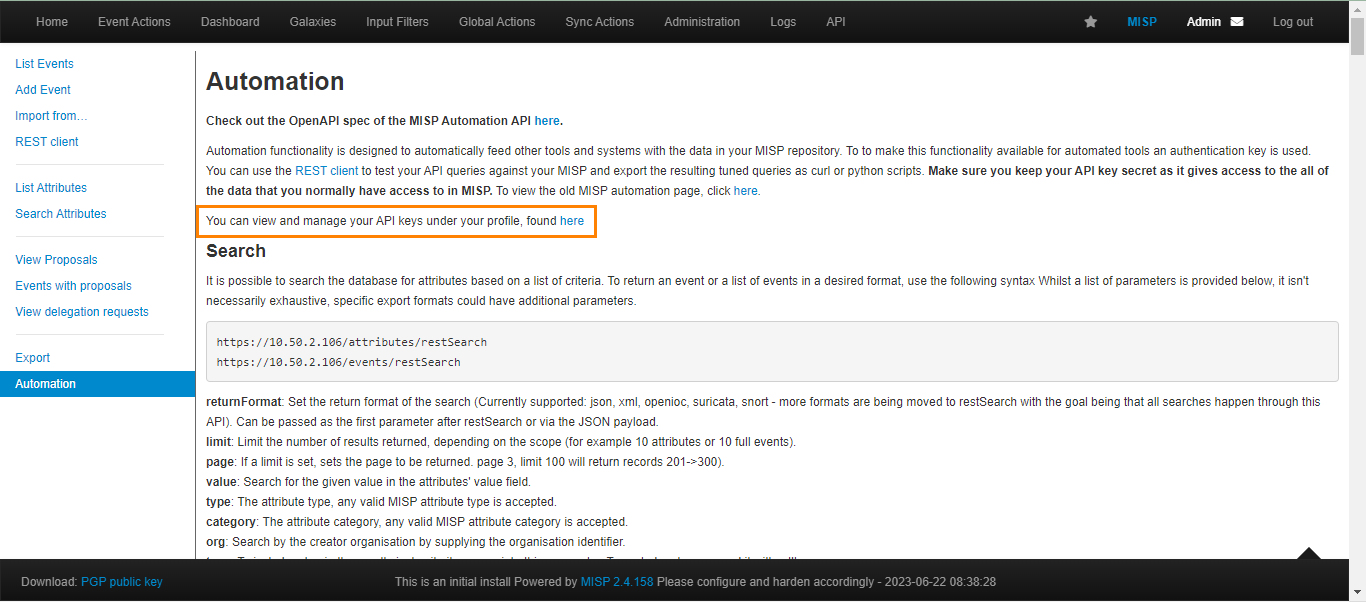 Home Event Actions Dashboard Galaxies Input Filters Global Actions Sync Actions Administration Logs API MISP Admin Log out
List Events
Add Event
Import from...
REST client
List Attributes
Search Attributes
View Proposals
Events with proposals
View delegation requests
Export
Automation
Automation
Check out the OpenAPI spec of the MISP Automation API here.
Automation functionality is designed to automatically feed other tools and systems with the data in your MISP repository. To to make this functionality available for automated tools an authentication key is used.
You can use the REST client to test your API queries against your MISP and export the resulting tuned queries as curl or python scripts. Make sure you keep your API key secret as it gives access to the all of
the data that you normally have access to in MISP. To view the old MISP automation page, click here.
You can view and manage your API keys under your profile, found here
Search
It is possible to search the database for attributes based on a list of criteria. To return an event or a list of events in a desired format, use the following syntax Whilst a list of parameters is provided below, it isn't
necessarily exhaustive, specific export formats could have additional parameters.
https://10.50.2.106/attributes/restSearch
https://10.50.2.106/events/restSearch
returnFormat: Set the return format of the search (Currently supported: json, xml, openioc, suricata, snort - more formats are being moved to restSearch with the goal being that all searches happen through this
API). Can be passed as the first parameter after restSearch or via the JSON payload.
limit: Limit the number of results returned, depending on the scope (for example 10 attributes or 10 full events).
page: If a limit is set, sets the page to be returned. page 3, limit 100 will return records 201->300).
value: Search for the given value in the attributes' value field.
type: The attribute type, any valid MISP attribute type is accepted.
category: The attribute category, any valid MISP attribute category is accepted.
org: Search by the creator organisation by supplying the organisation identifier.
Download: PGP public key
This is an initial install Powered by MISP 2.4.158 Please configure and harden accordingly - 2023-06-22 08:38:28